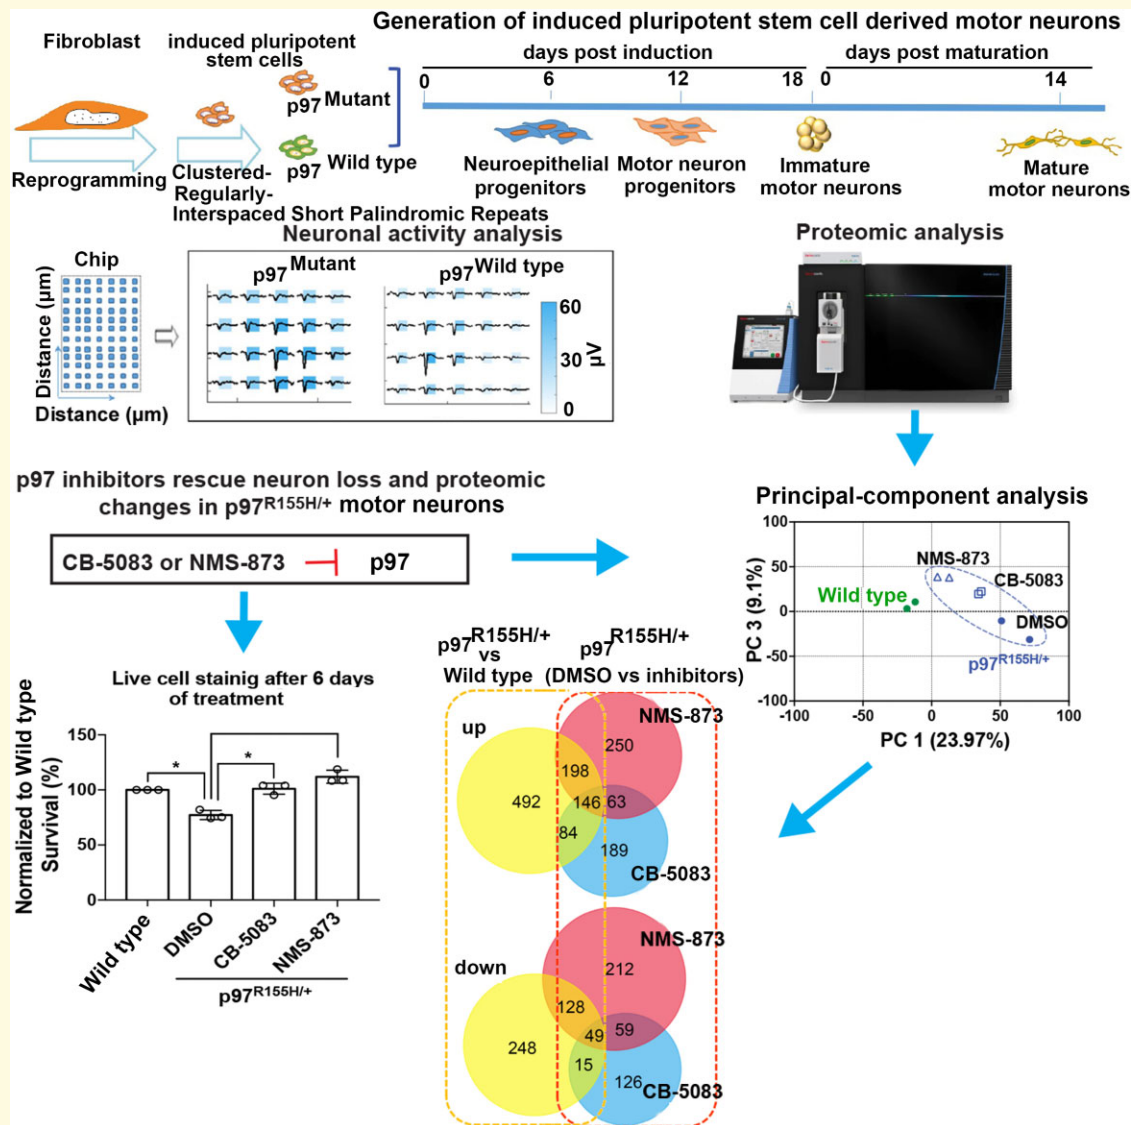 Generation of induced pluripotent stem cell derived motor neurons
Fibroblast
induced pluripotent
stem cells
p97 Mutant
p97 Wild type
Reprogramming
Clustered-
Regularly-
Interspaced Short Palindromic Repeats
days post induction
days post maturation
0 6 12 18 0 14
Neuroepithelial
progenitors
Motor neuron
progenitors
Immature
motor neurons
Mature
motor neurons
Neuronal activity analysis
Chip
Distance (μm)
Distance (μm)
p97 Mutant
p97 Wild type
60
30
0
μV
Proteomic analysis
p97 inhibitors rescue neuron loss and proteomic
changes in p97R155H/+ motor neurons
CB-5083 or NMS-873
p97
Principal-component analysis
PC 3 (9.1%)
100
50
0
-50
-100
-100 -50 0 50 100
PC 1 (23.97%)
NMS-873
CB-5083
Wild type
DMSO
p97R155H/+
Live cell stainig after 6 days
of treatment
Normalized to Wild type
Survival (%)
150
100
50
0
*
*
Wild type
DMSO
CB-5083
NMS-873
p97R155H/+
p97R155H/+
vs
Wild type
p97R155H/+
(DMSO vs inhibitors)
up
NMS-873
250
198
492
146
63
84
189
CB-5083
down
NMS-873
212
128
49
59
248
15
126
CB-5083